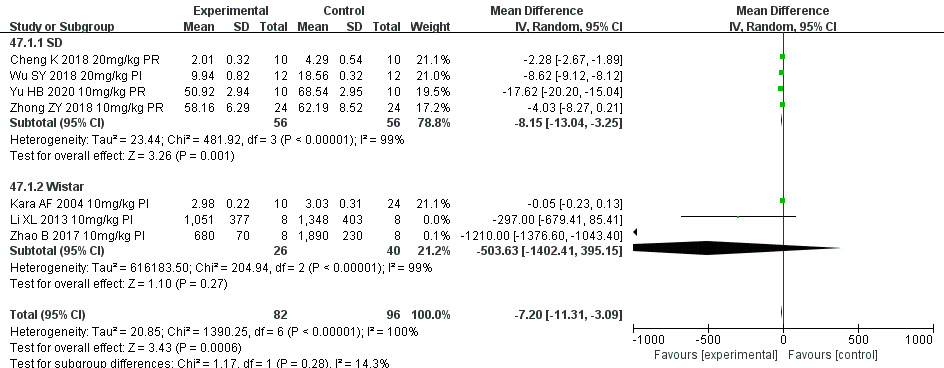 Experimental Control Mean Difference Mean Difference
Study or Subgroup Mean SD Total Mean SD Total Weight IV, Random, 95% CI IV, Random, 95% CI
47.1.1 SD
Cheng K 2018 20mg/kg PR 2.01 0.32 10 4.29 0.54 10 21.1% -2.28 [-2.67, -1.89]
Wu SY 2018 20mg/kg PI 9.94 0.82 12 18.56 0.32 12 21.1% -8.62 [-9.12, -8.12]
Yu HB 2020 10mg/kg PR 50.92 2.94 10 68.54 2.95 10 19.5% -17.62 [-20.20, -15.04]
Zhong ZY 2018 10mg/kg PR 58.16 6.29 24 62.19 8.52 24 17.2% -4.03 [-8.27, 0.21]
Subtotal (95% CI) 56 56 78.8% -8.15 [-13.04, -3.25]
Heterogeneity: Tau² = 23.44; Chi² = 481.92, df = 3 (P < 0.00001); I² = 99%
Test for overall effect: Z = 3.26 (P = 0.001)
47.1.2 Wistar
Kara AF 2004 10mg/kg PI 2.98 0.22 10 3.03 0.31 24 21.1% -0.05 [-0.23, 0.13]
Li XL 2013 10mg/kg PI 1,051 377 8 1,348 403 8 0.0% -297.00 [-679.41, 85.41]
Zhao B 2017 10mg/kg PI 680 70 8 1,890 230 8 0.1% -1210.00 [-1376.60, -1043.40]
Subtotal (95% CI) 26 40 21.2% -503.63 [-1402.41, 395.15]
Heterogeneity: Tau² = 616183.50; Chi² = 204.94, df = 2 (P < 0.00001); I² = 99%
Test for overall effect: Z = 1.10 (P = 0.27)
Total (95% CI) 82 96 100.0% -7.20 [-11.31, -3.09]
Heterogeneity: Tau² = 20.85; Chi² = 1390.25, df = 6 (P < 0.00001); I² = 100%
Test for overall effect: Z = 3.43 (P = 0.0006)
Test for subgroup differences: Chi² = 1.17, df = 1 (P = 0.28), I² = 14.3%
-1000 -500 0 500 1000
Favours [experimental] Favours [control]